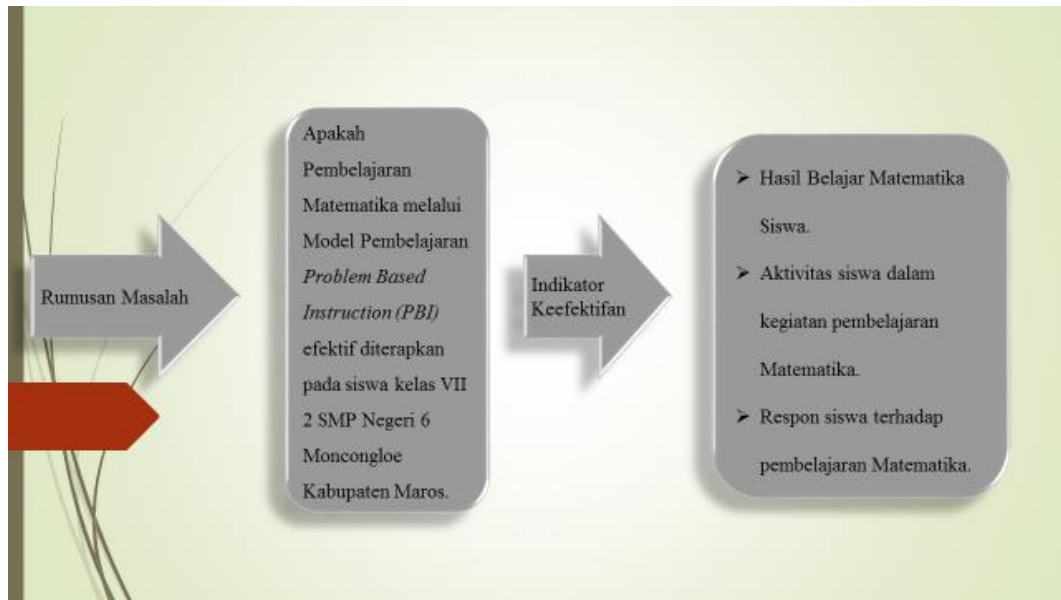 Rumusan Masalah
Apakah
Pembelajaran
Matematika melalui
Model Pembelajaran
Problem Based
Instruction (PBI)
efektif diterapkan
pada siswa kelas VII
2 SMP Negeri 6
Moncongloe
Kabupaten Maros.
Indikator
Keefektifan
➤ Hasil Belajar Matematika
Siswa.
➤ Aktivitas siswa dalam
kegiatan pembelajaran
Matematika.
➤ Respon siswa terhadap
pembelajaran Matematika.